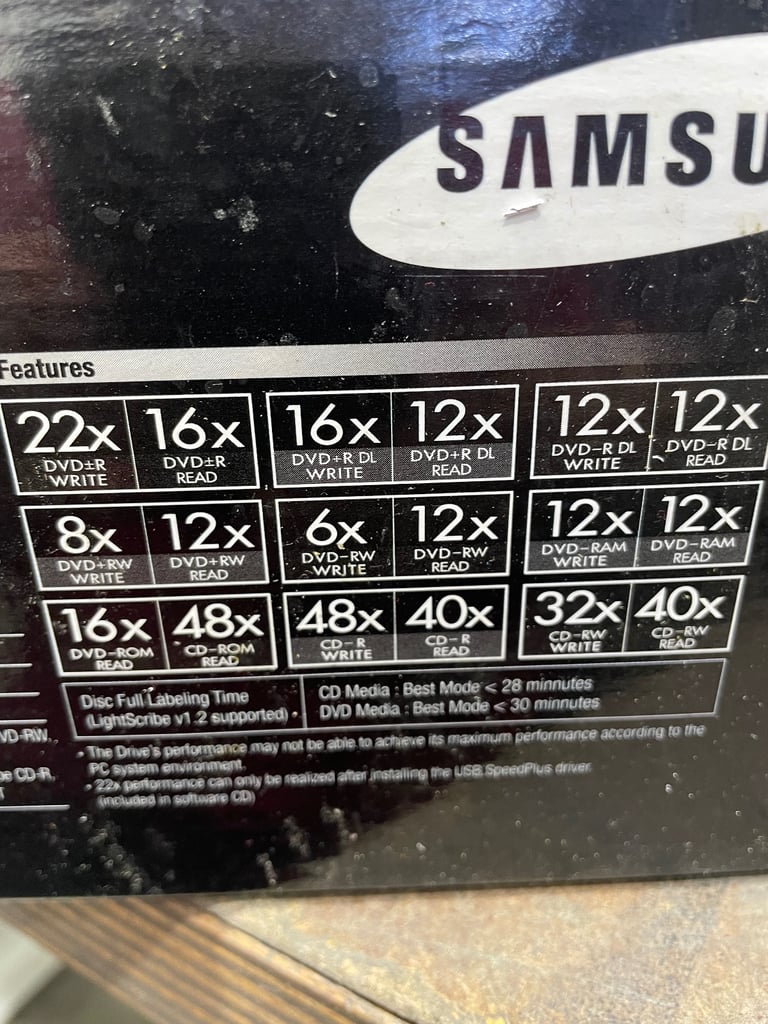 SAMSU
Features
22x 16x 16x 12x 12x 12x
DVD±R DVD±R DVD+R DL DVD+R DL DVD-R DL DVD-R DL
WRITE READ WRITE READ WRITE READ
8x 12x 6x 12x 12x 12x
DVD+RW DVD+RW DVD-RW DVD-RW DVD-RAM DVD-RAM
WRITE READ WRITE READ WRITE READ
16x 48x 48x 40x 32x 40x
DVD-ROM CD-ROM CD-R CD-R CD-RW CD-RW
READ READ WRITE READ WRITE READ
Disc Full Labeling Time
(LightScribe v1.2 supported)
CD Media : Best Mode < 28 minnutes
DVD Media : Best Mode < 30 minnutes
VD-RW
CD-R
• The Drive's performance may not be able to achieve its maximum performance according to the
PC system environment.
• 22x performance can only be realized after installing the USB SpeedPlus driver.
(included in software CD)